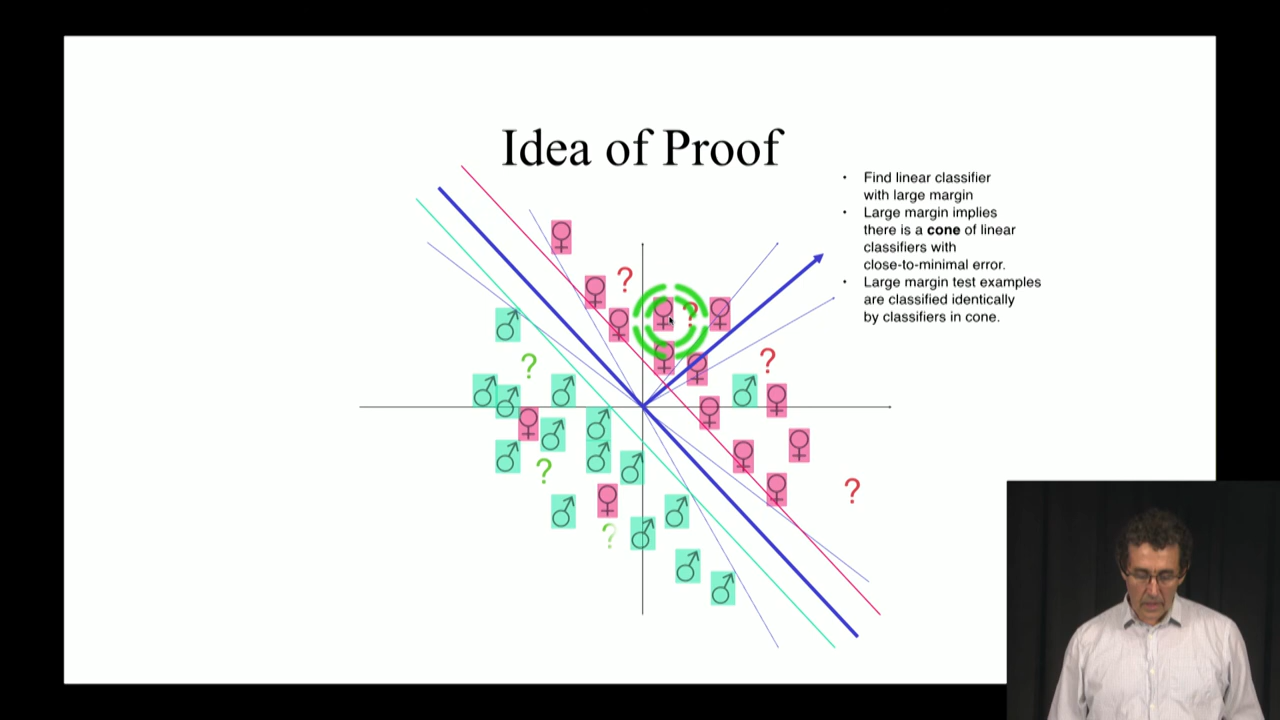 Idea of Proof
• Find linear classifier
with large margin
• Large margin implies
there is a cone of linear
classifiers with
close-to-minimal error.
• Large margin test examples
are classified identically
by classifiers in cone.
♀
? ♀
♀ ♀ ? ♀
♂
♀ ♀ ? ?
♂ ♂ ♂ ♂ ♀
♀ ♂ ♂ ♀
♂ ♂ ♂ ♀ ♀
? ♀ ?
♂ ♀ ♂
? ♂
♂
♂